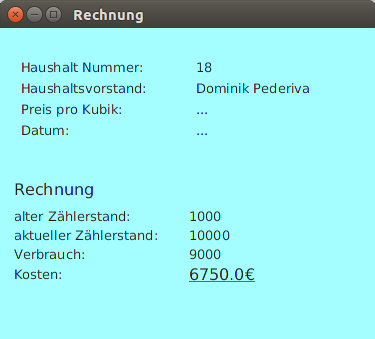 Rechnung
Haushalt Nummer: 18
Haushaltsvorstand: Dominik Pederiva
Preis pro Kubik: ...
Datum: ...
Rechnung
alter Zählerstand: 1000
aktueller Zählerstand: 10000
Verbrauch: 9000
Kosten: 6750.0€